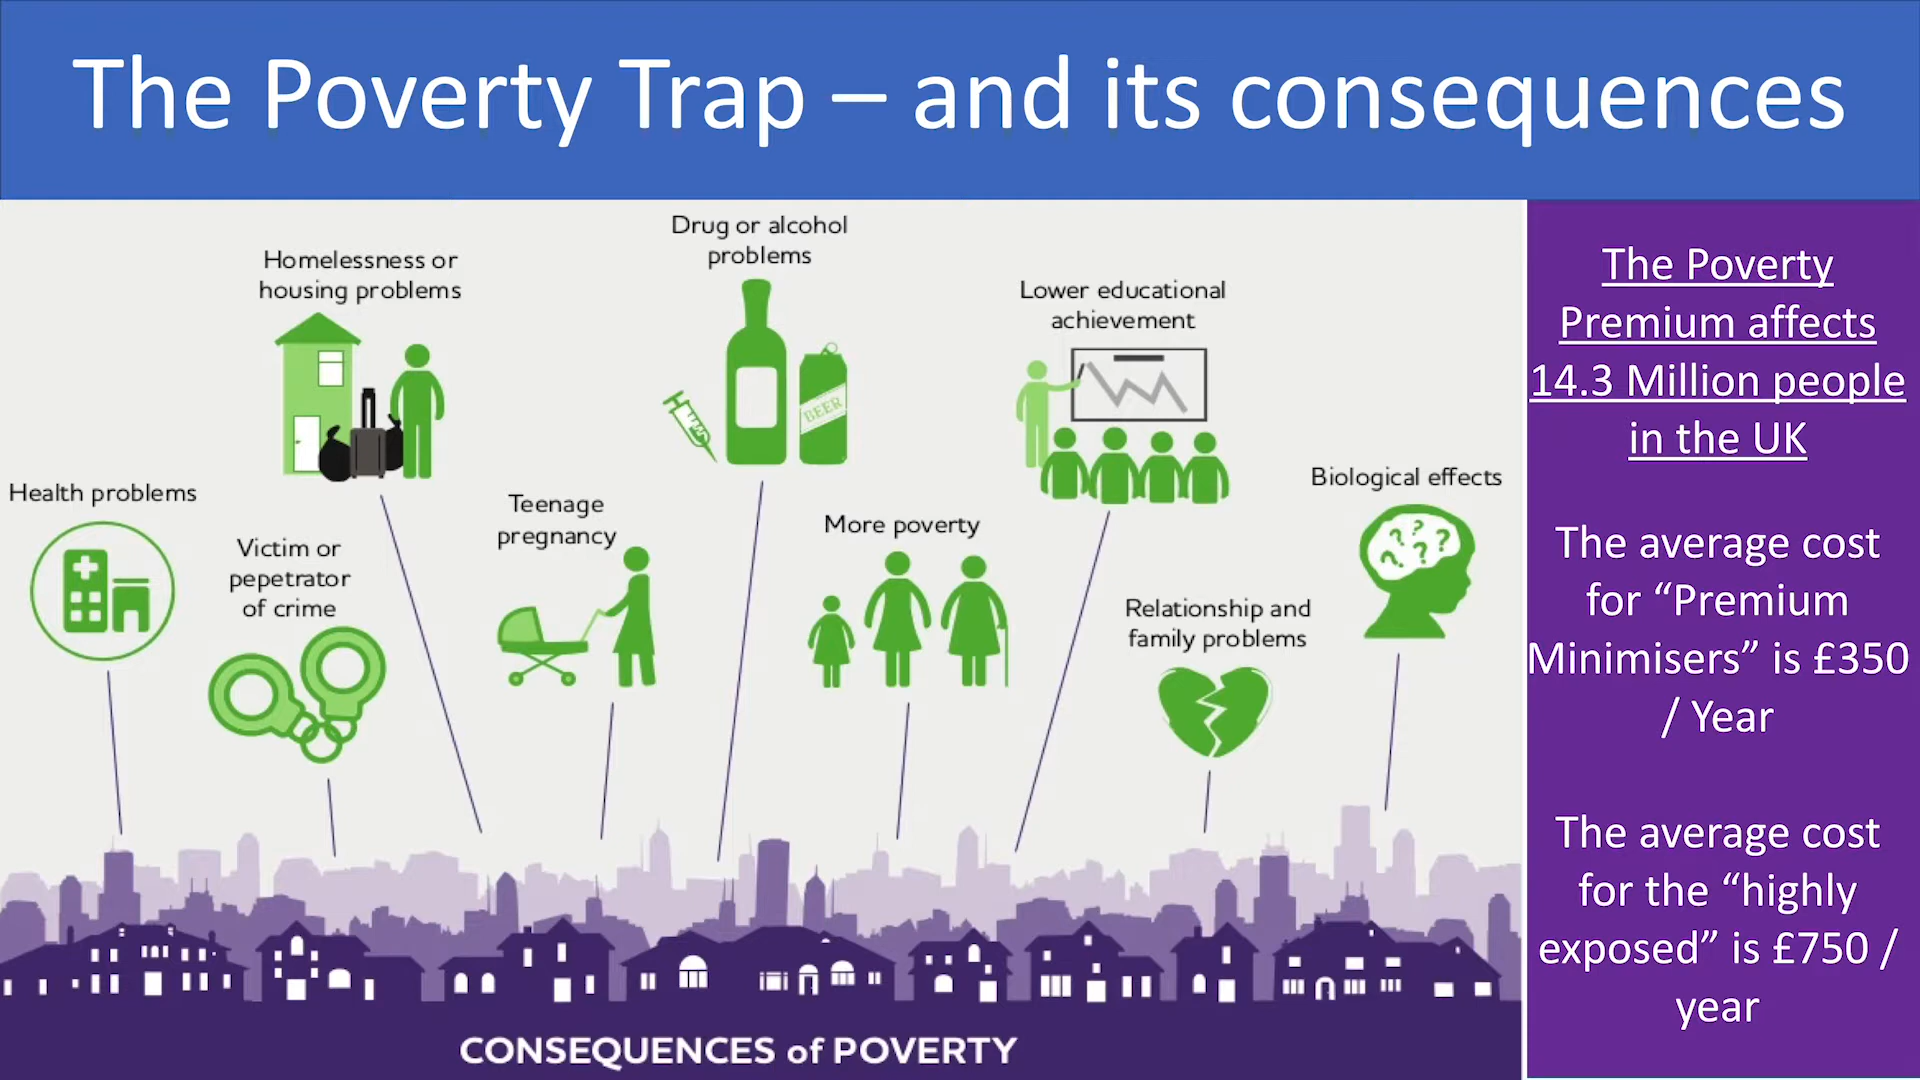 The Poverty Trap – and its consequences
Drug or alcohol
problems
Homelessness or
housing problems
Lower educational
achievement
BEER
Health problems
Teenage
pregnancy
More poverty
Biological effects
Victim or
pepetrator
of crime
Relationship and
family problems
? ? ? ? ?
CONSEQUENCES of POVERTY
The Poverty
Premium affects
14.3 Million people
in the UK
The average cost
for “Premium
Minimisers” is £350
/ Year
The average cost
for the “highly
exposed” is £750 /
year